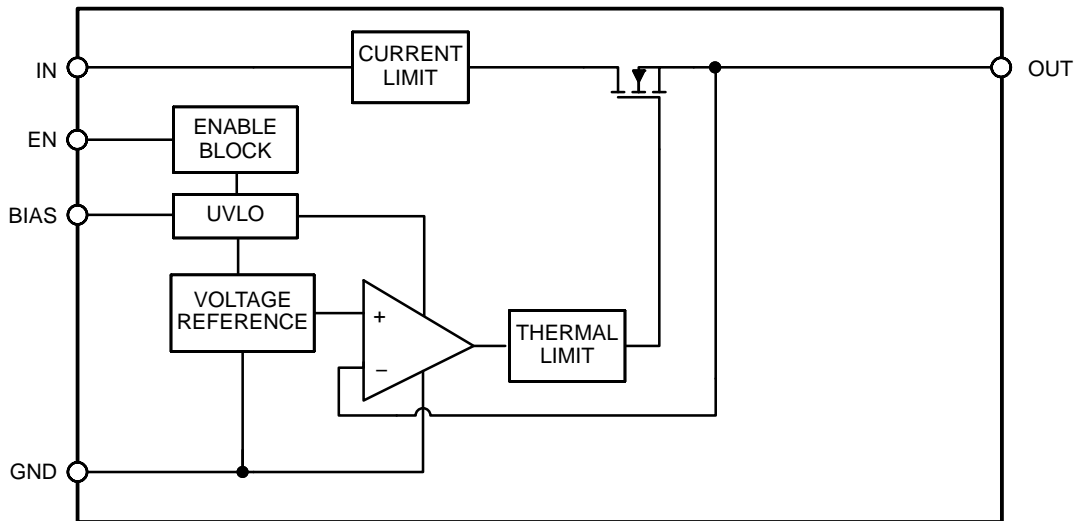 IN
CURRENT
LIMIT
OUT
EN
ENABLE
BLOCK
BIAS
UVLO
VOLTAGE
REFERENCE
+
−
THERMAL
LIMIT
GND